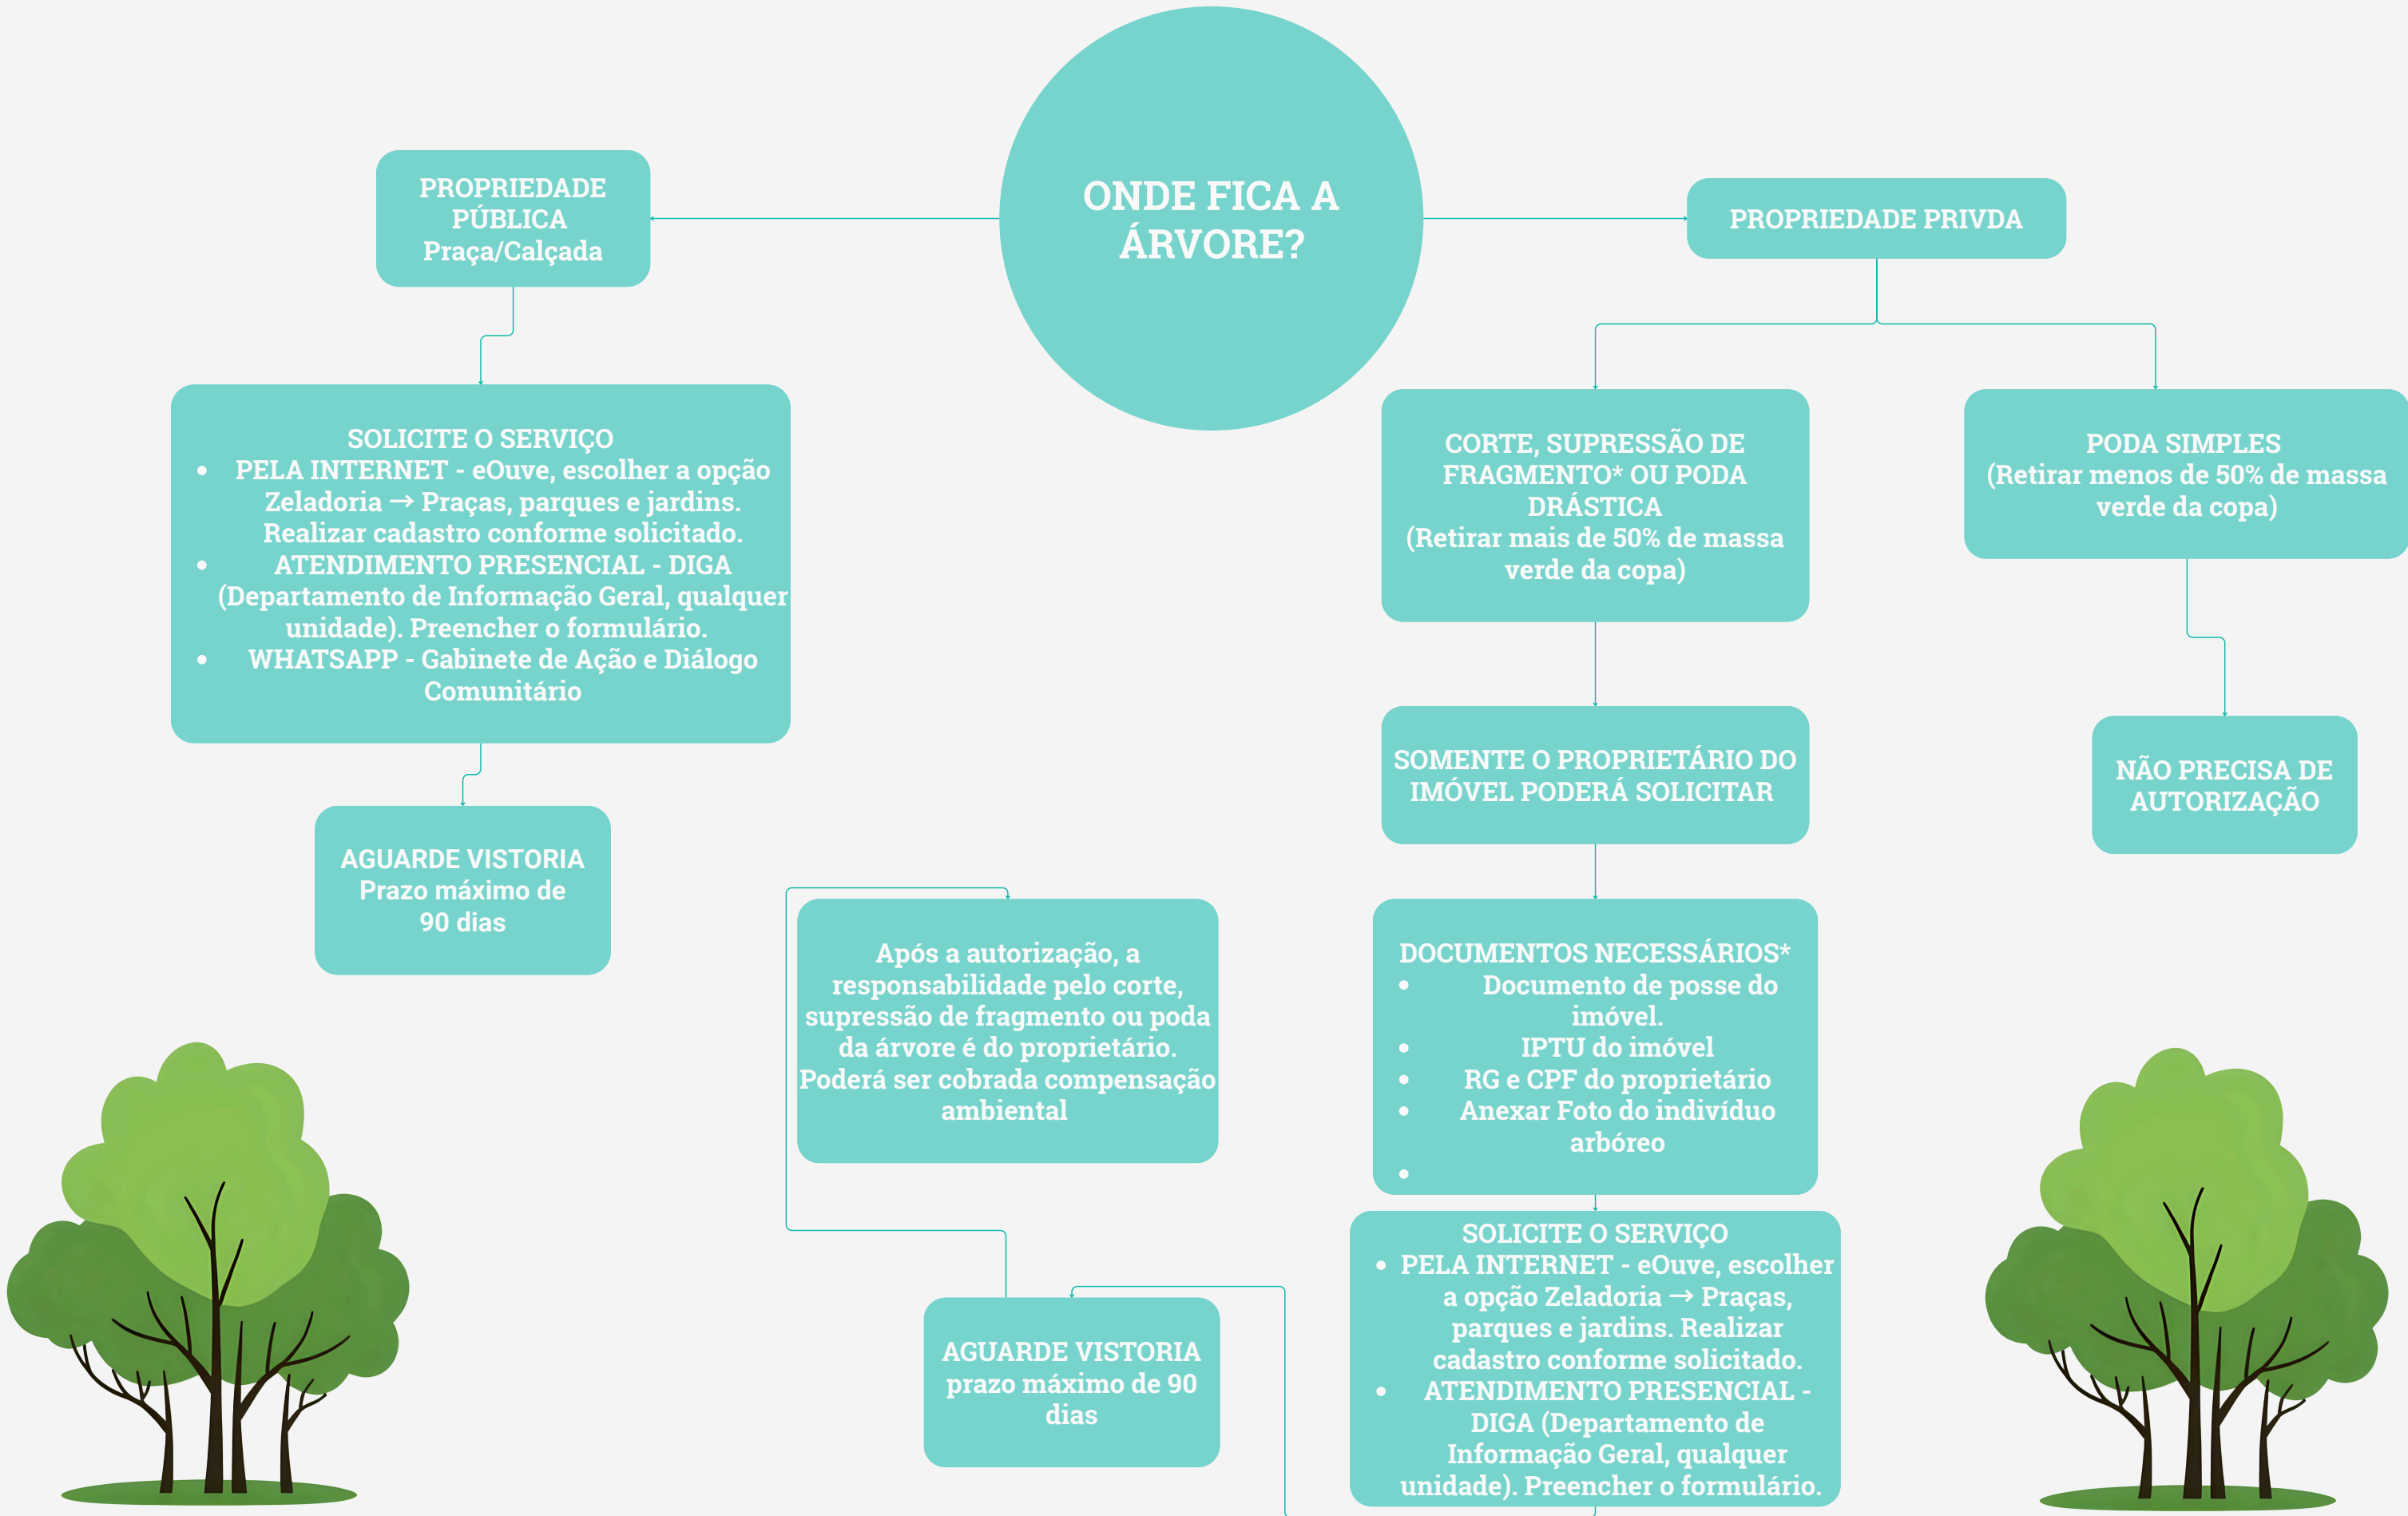 ONDE FICA A
ÁRVORE?
PROPRIEDADE
PÚBLICA
Praça/Calçada
SOLICITE O SERVIÇO
• PELA INTERNET - eOuve, escolher a opção
Zeladoria → Praças, parques e jardins.
Realizar cadastro conforme solicitado.
• ATENDIMENTO PRESENCIAL - DIGA
(Departamento de Informação Geral, qualquer
unidade). Preencher o formulário.
• WHATSAPP - Gabinete de Ação e Diálogo
Comunitário
AGUARDE VISTORIA
Prazo máximo de
90 dias
PROPRIEDADE PRIVDA
CORTE, SUPRESSÃO DE
FRAGMENTO* OU PODA
DRÁSTICA
(Retirar mais de 50% de massa
verde da copa)
PODA SIMPLES
(Retirar menos de 50% de massa
verde da copa)
NÃO PRECISA DE
AUTORIZAÇÃO
SOMENTE O PROPRIETÁRIO DO
IMÓVEL PODERÁ SOLICITAR
DOCUMENTOS NECESSÁRIOS*
• Documento de posse do
imóvel.
• IPTU do imóvel
• RG e CPF do proprietário
• Anexar Foto do indivíduo
arbóreo
•
SOLICITE O SERVIÇO
• PELA INTERNET - eOuve, escolher
a opção Zeladoria → Praças,
parques e jardins. Realizar
cadastro conforme solicitado.
• ATENDIMENTO PRESENCIAL -
DIGA (Departamento de
Informação Geral, qualquer
unidade). Preencher o formulário.
AGUARDE VISTORIA
prazo máximo de 90
dias
Após a autorização, a
responsabilidade pelo corte,
supressão de fragmento ou poda
da árvore é do proprietário.
Poderá ser cobrada compensação
ambiental